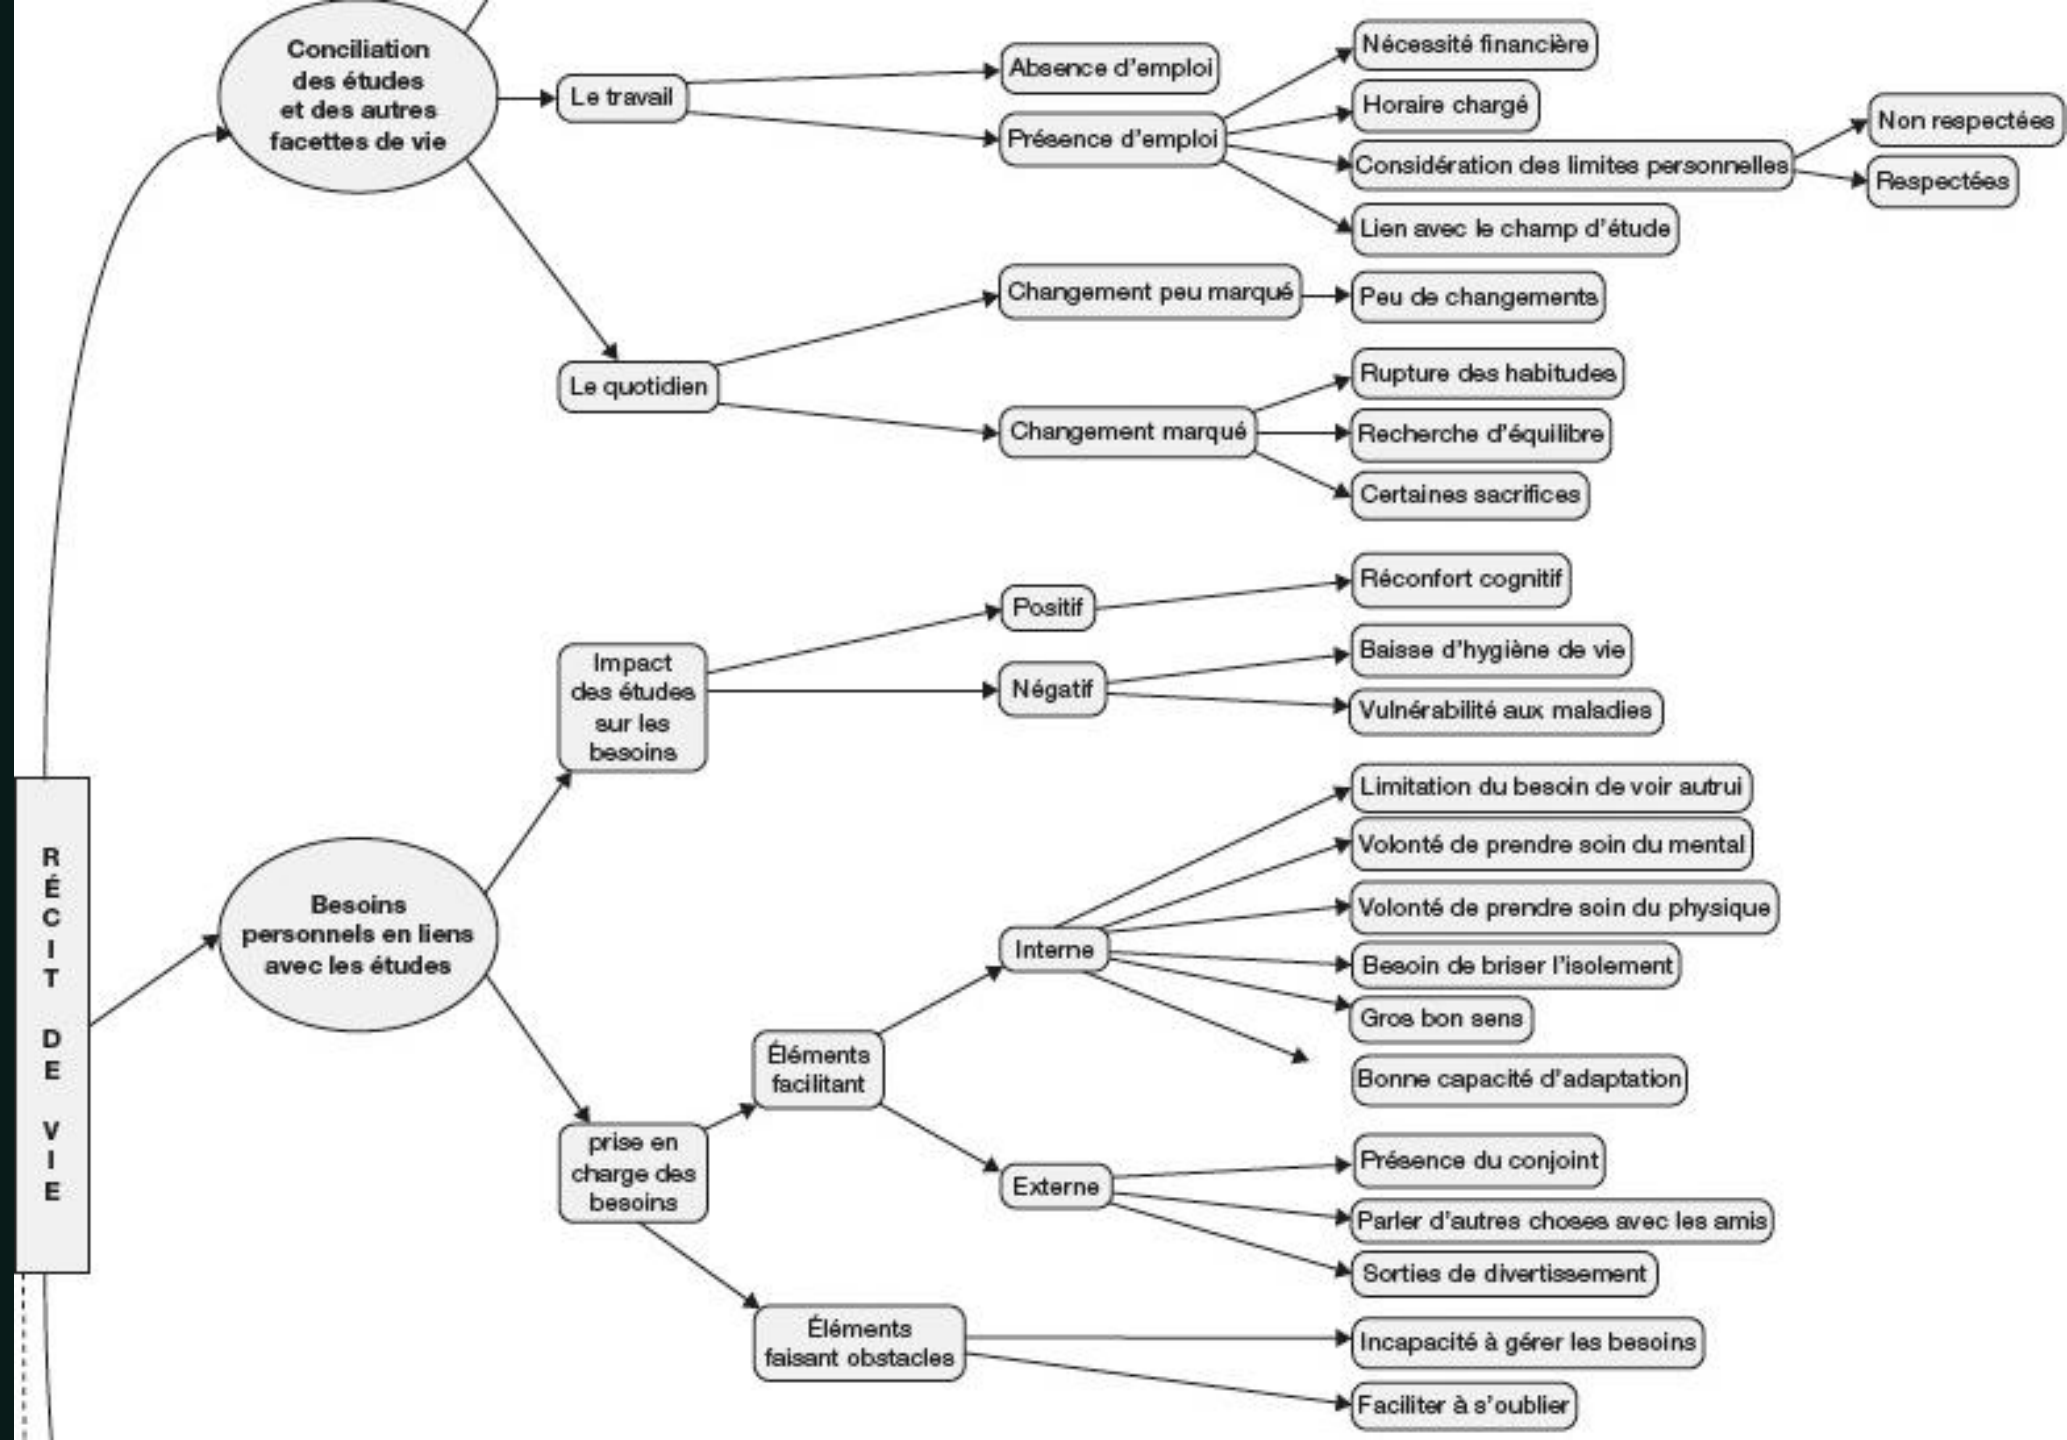 Conciliation
des études
et des autres
facettes de vie
Le travail
Absence d'emploi
Présence d'emploi
Nécessité financière
Horaire chargé
Considération des limites personnelles
Non respectées
Respectées
Lien avec le champ d'étude
Le quotidien
Changement peu marqué
Peu de changements
Changement marqué
Rupture des habitudes
Recherche d'équilibre
Certaines sacrifices
RÉCIT DE VIE
Besoins
personnels en liens
avec les études
Impact
des études
sur les
besoins
Positif
Réconfort cognitif
Négatif
Baisse d'hygiène de vie
Vulnérabilité aux maladies
prise en
charge des
besoins
Éléments
facilitant
Interne
Limitation du besoin de voir autrui
Volonté de prendre soin du mental
Volonté de prendre soin du physique
Besoin de briser l'isolement
Gros bon sens
Bonne capacité d'adaptation
Externe
Présence du conjoint
Parler d'autres choses avec les amis
Sorties de divertissement
Éléments
faisant obstacles
Incapacité à gérer les besoins
Faciliter à s'oublier